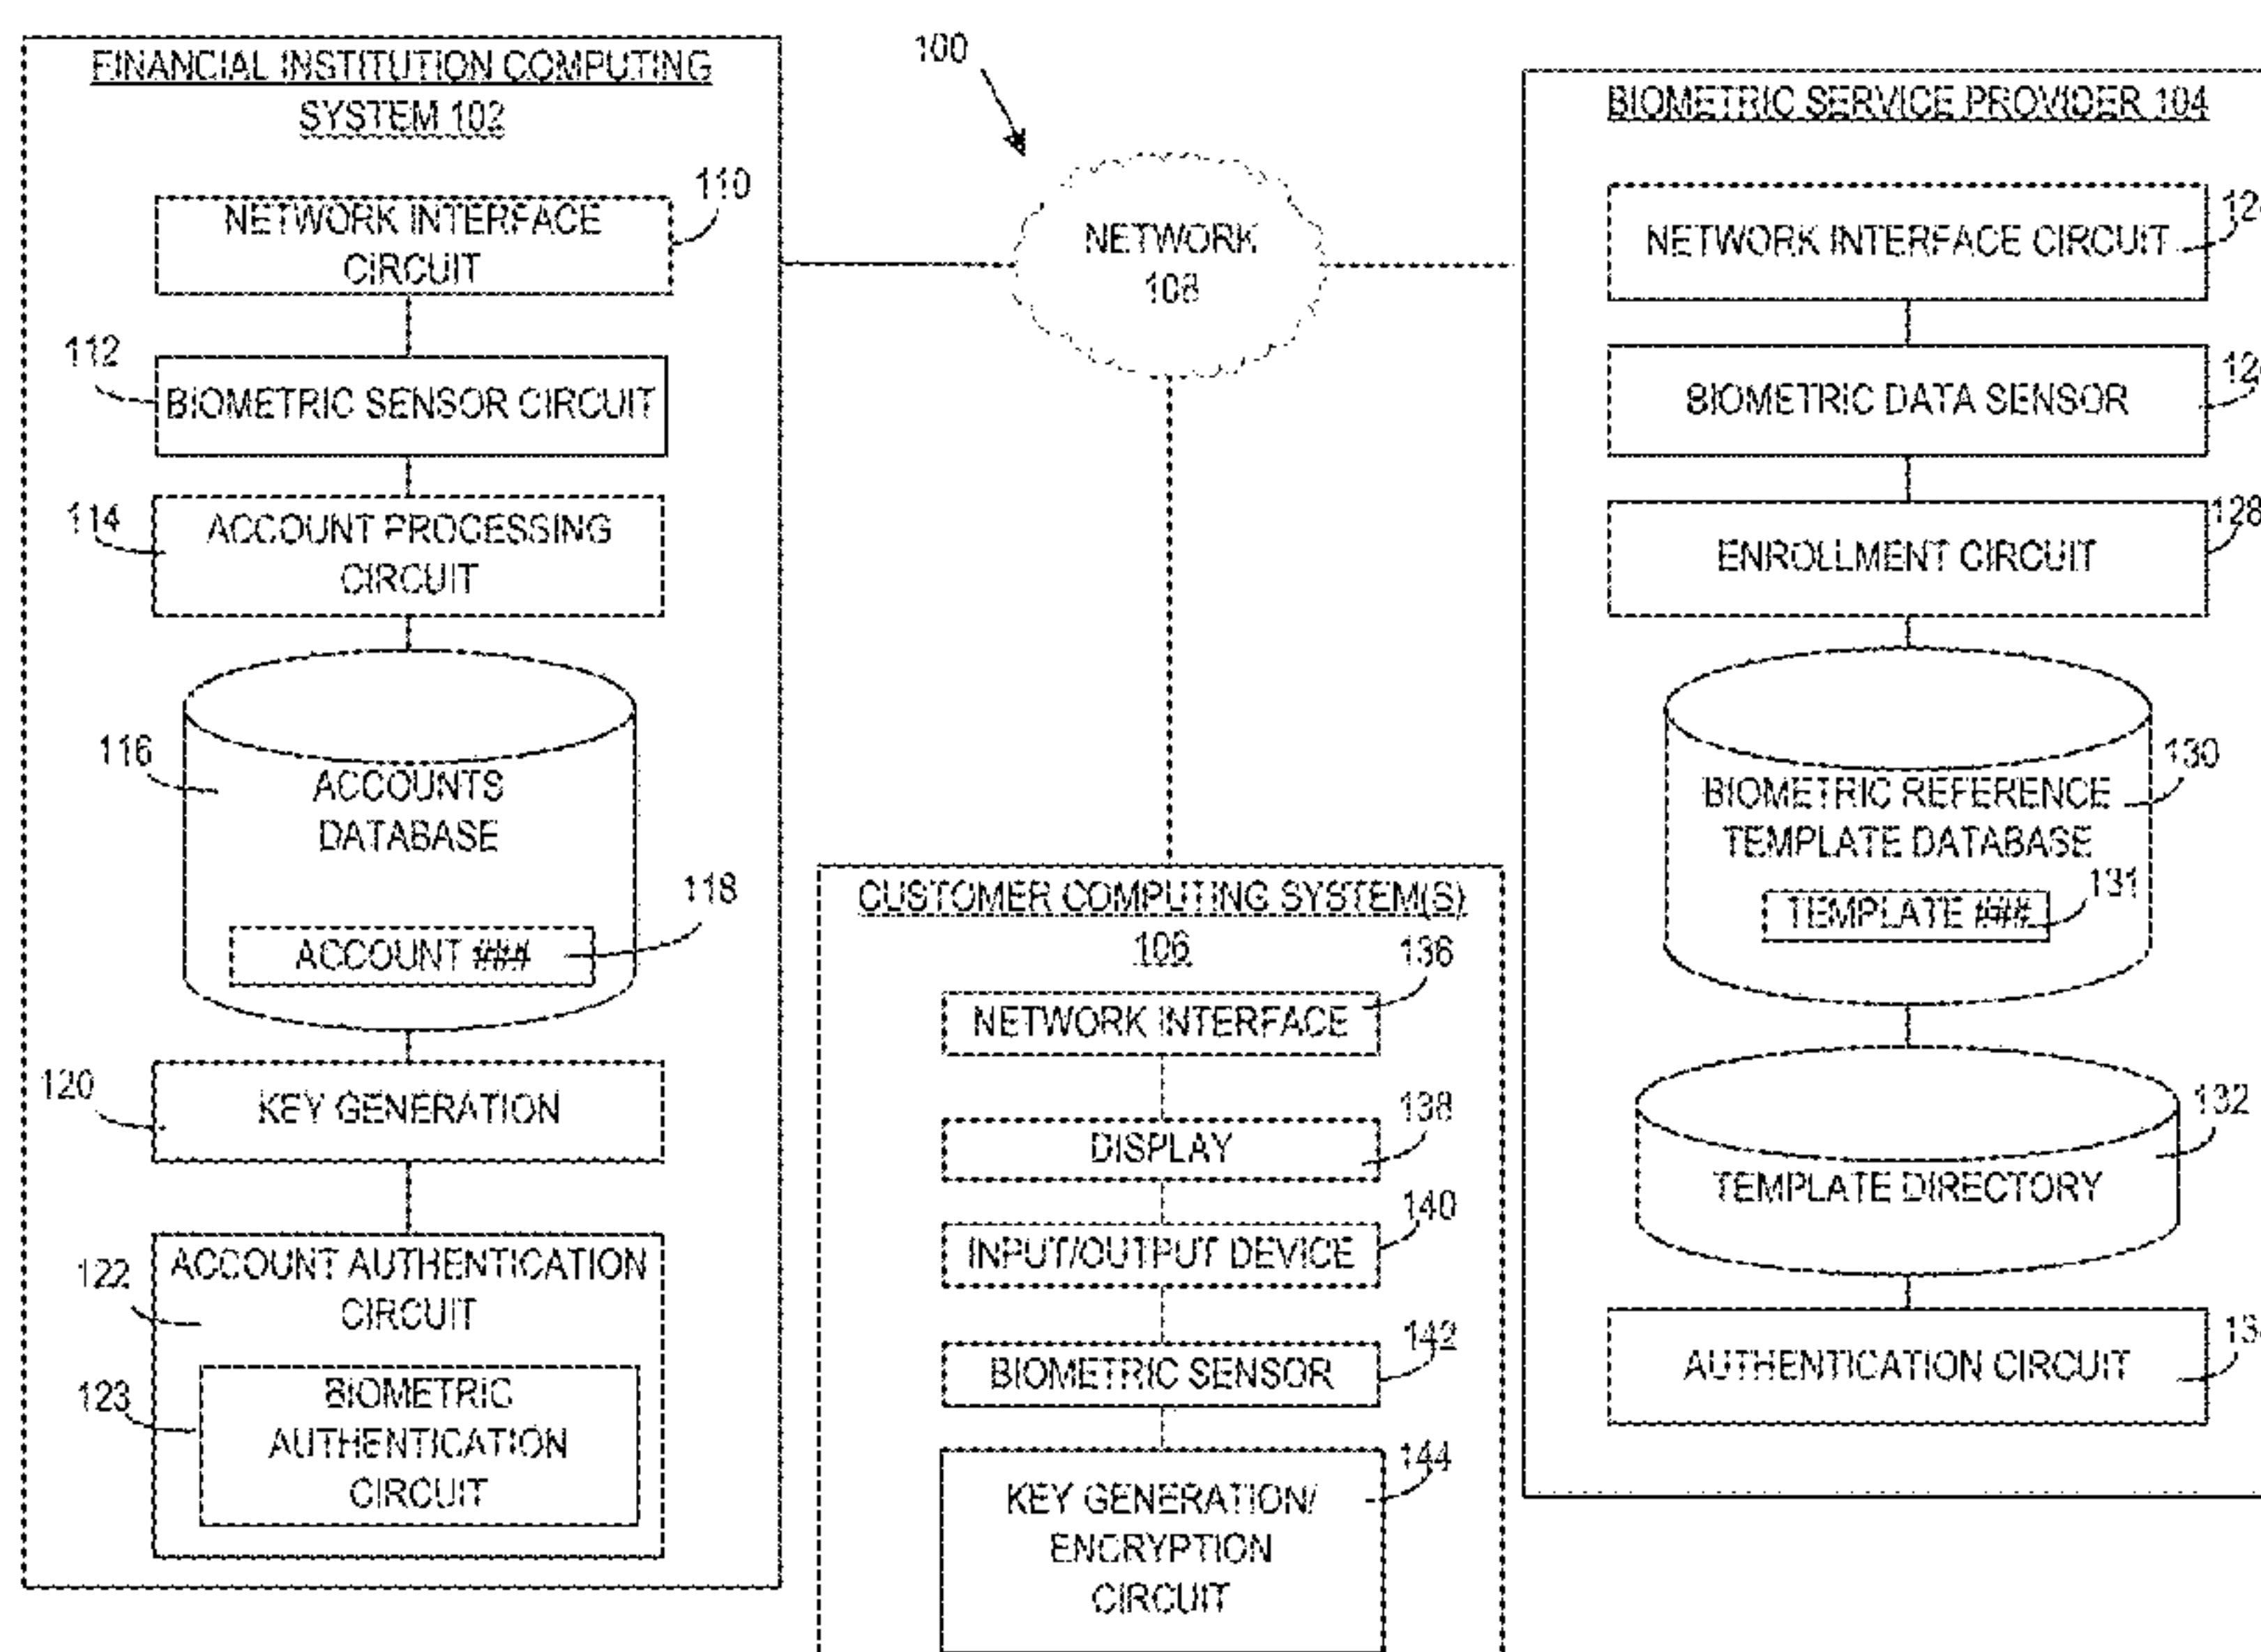 100
FINANCIAL INSTITUTION COMPUTING
SYSTEM 102
110
NETWORK INTERFACE
CIRCUIT
112
BIOMETRIC SENSOR CIRCUIT
114
ACCOUNT PROCESSING
CIRCUIT
116
ACCOUNTS
DATABASE
118
ACCOUNT ###
120
KEY GENERATION
122
ACCOUNT AUTHENTICATION
CIRCUIT
123
BIOMETRIC
AUTHENTICATION
CIRCUIT
NETWORK
108
CUSTOMER COMPUTING SYSTEM(S)
106
136
NETWORK INTERFACE
138
DISPLAY
140
INPUT/OUTPUT DEVICE
142
BIOMETRIC SENSOR
144
KEY GENERATION/
ENCRYPTION
CIRCUIT
BIOMETRIC SERVICE PROVIDER 104
NETWORK INTERFACE CIRCUIT
BIOMETRIC DATA SENSOR
128
ENROLLMENT CIRCUIT
130
BIOMETRIC REFERENCE
TEMPLATE DATABASE
131
TEMPLATE ###
132
TEMPLATE DIRECTORY
AUTHENTICATION CIRCUIT